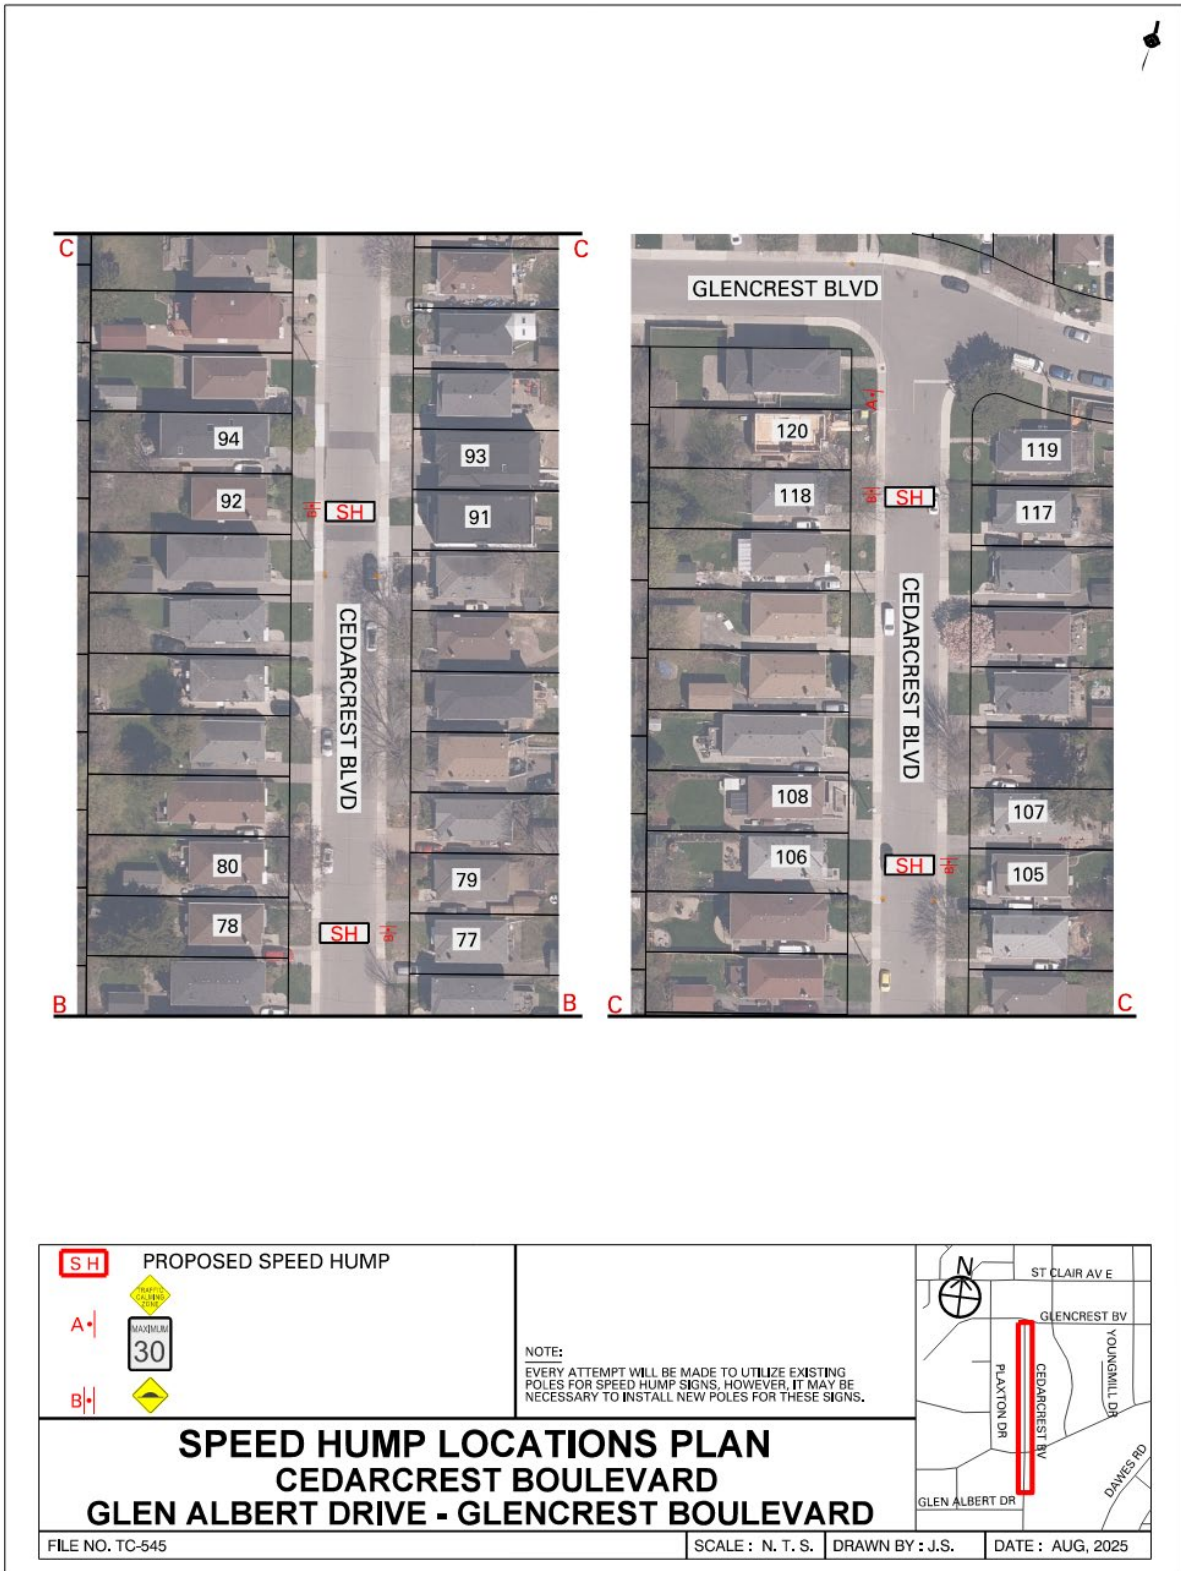 C
C
94
93
92
91
SH
B
CEDARCREST BLVD
80
79
78
77
SH
B
B
B
GLENCREST BLVD
A
120
119
118
117
B
SH
CEDARCREST BLVD
108
107
106
105
SH
B
C
C
S H PROPOSED SPEED HUMP
TRAFFIC
CALMING
ZONE
A
MAXIMUM
30
B
NOTE:
EVERY ATTEMPT WILL BE MADE TO UTILIZE EXISTING
POLES FOR SPEED HUMP SIGNS, HOWEVER, IT MAY BE
NECESSARY TO INSTALL NEW POLES FOR THESE SIGNS.
N
ST CLAIR AV E
GLENCREST BV
YOUNGMILL DR
PLAXTON DR
CEDARCREST BV
DAWES RD
GLEN ALBERT DR
SPEED HUMP LOCATIONS PLAN
CEDARCREST BOULEVARD
GLEN ALBERT DRIVE - GLENCREST BOULEVARD
FILE NO. TC-545
SCALE : N. T. S.
DRAWN BY : J.S.
DATE : AUG, 2025